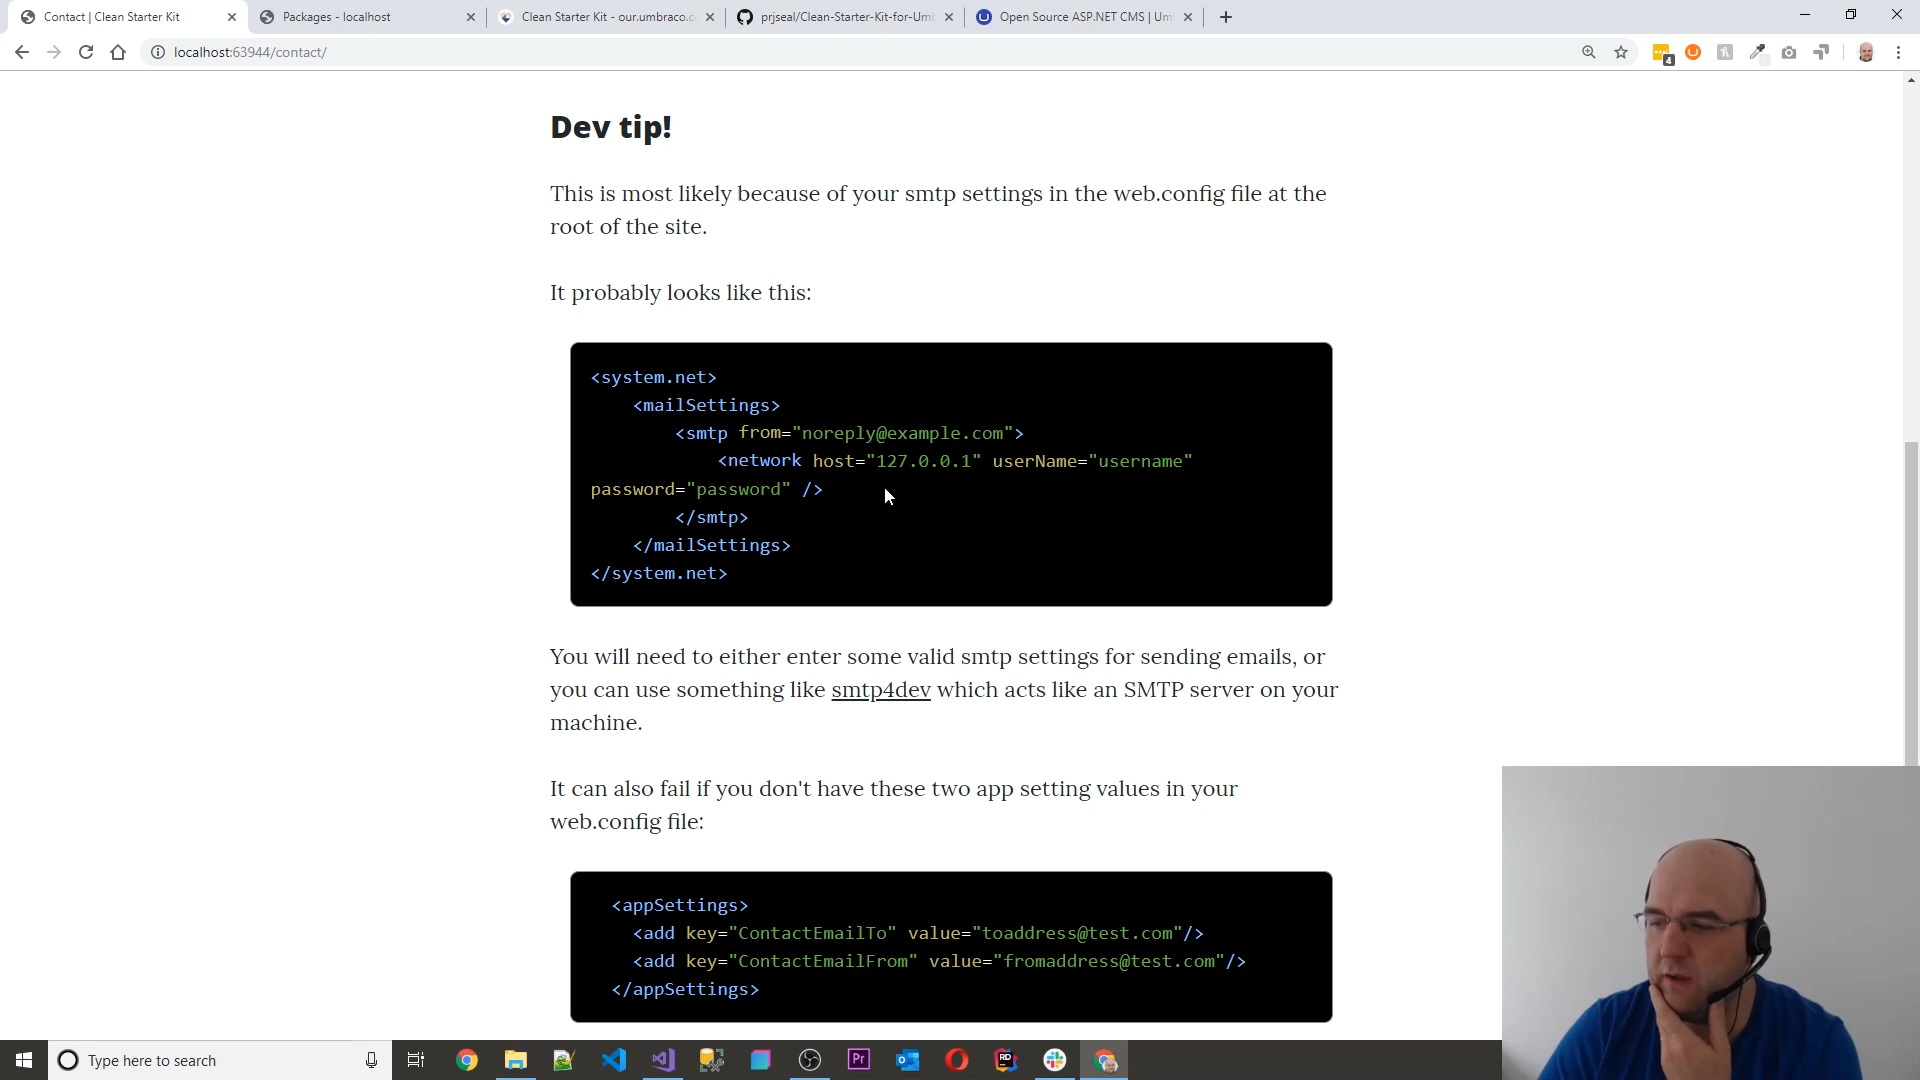 Contact | Clean Starter Kit
Packages - localhost
Clean Starter Kit - our.umbraco.c
prjseal/Clean-Starter-Kit-for-Um
Open Source ASP.NET CMS | Um
localhost:63944/contact/
4
Dev tip!
This is most likely because of your smtp settings in the web.config file at the
root of the site.
It probably looks like this:
<system.net>
<mailSettings>
<smtp from="noreply@example.com">
<network host="127.0.0.1" userName="username"
password="password" />
</smtp>
</mailSettings>
</system.net>
You will need to either enter some valid smtp settings for sending emails, or
you can use something like smtp4dev which acts like an SMTP server on your
machine.
It can also fail if you don't have these two app setting values in your
web.config file:
<appSettings>
<add key="ContactEmailTo" value="toaddress@test.com"/>
<add key="ContactEmailFrom" value="fromaddress@test.com"/>
</appSettings>
Type here to search
Pr
RD